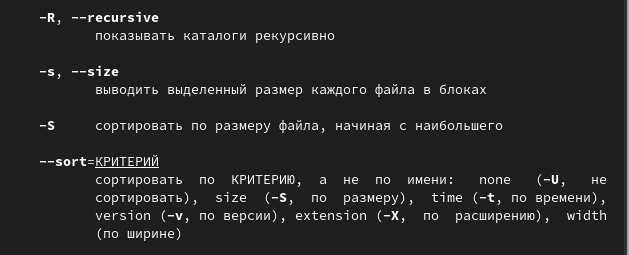 -R, --recursive
показывать каталоги рекурсивно
-s, --size
выводить выделенный размер каждого файла в блоках
-S сортировать по размеру файла, начиная с наибольшего
--sort=КРИТЕРИЙ
сортировать по КРИТЕРИЮ, а не по имени: none (-U, не
сортировать), size (-S, по размеру), time (-t, по времени),
version (-v, по версии), extension (-X, по расширению), width
(по ширине)